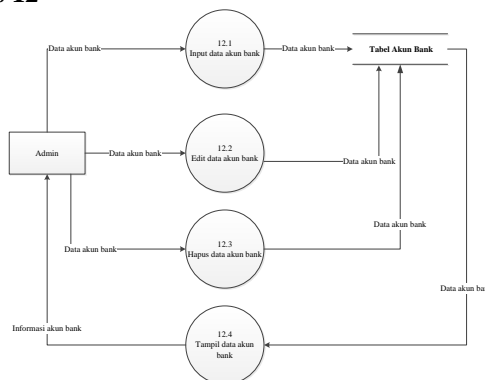 12
Data akun bank
12.1
Input data akun bank
Data akun bank
Tabel Akun Bank
Admin
Data akun bank
12.2
Edit data akun bank
Data akun bank
Data akun bank
12.3
Hapus data akun bank
Data akun bank
Data akun
Informasi akun bank
12.4
Tampil data akun
bank